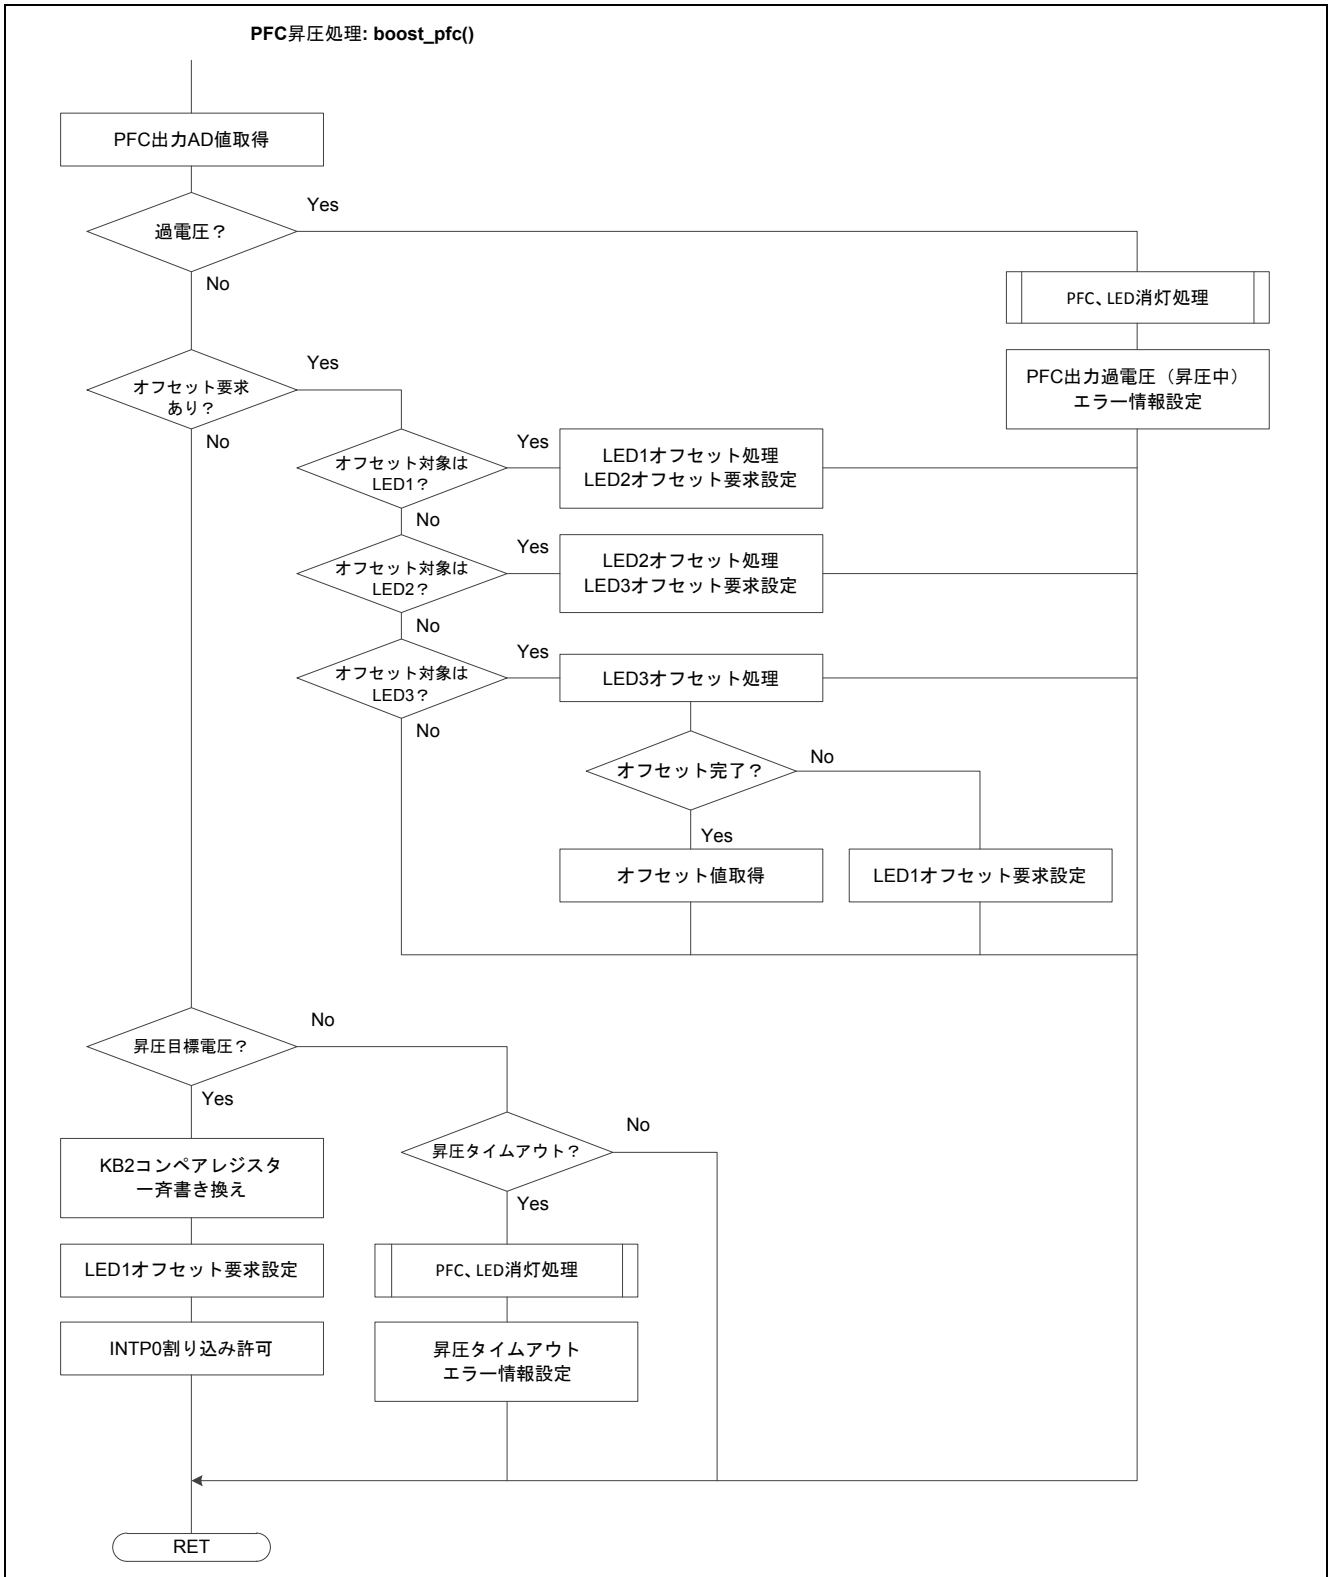 PFC昇圧処理: boost_pfc()
PFC出力AD値取得
過電圧？
Yes
No
PFC、LED消灯処理
PFC出力過電圧（昇圧中）
エラー情報設定
オフセット要求
あり？
Yes
No
オフセット対象は
LED1？
Yes
No
LED1オフセット処理
LED2オフセット要求設定
オフセット対象は
LED2？
Yes
No
LED2オフセット処理
LED3オフセット要求設定
オフセット対象は
LED3？
Yes
No
LED3オフセット処理
オフセット完了？
No
Yes
オフセット値取得
LED1オフセット要求設定
昇圧目標電圧？
No
Yes
昇圧タイムアウト？
No
Yes
KB2コンペアレジスタ
一斉書き換え
LED1オフセット要求設定
INTP0割り込み許可
PFC、LED消灯処理
昇圧タイムアウト
エラー情報設定
RET